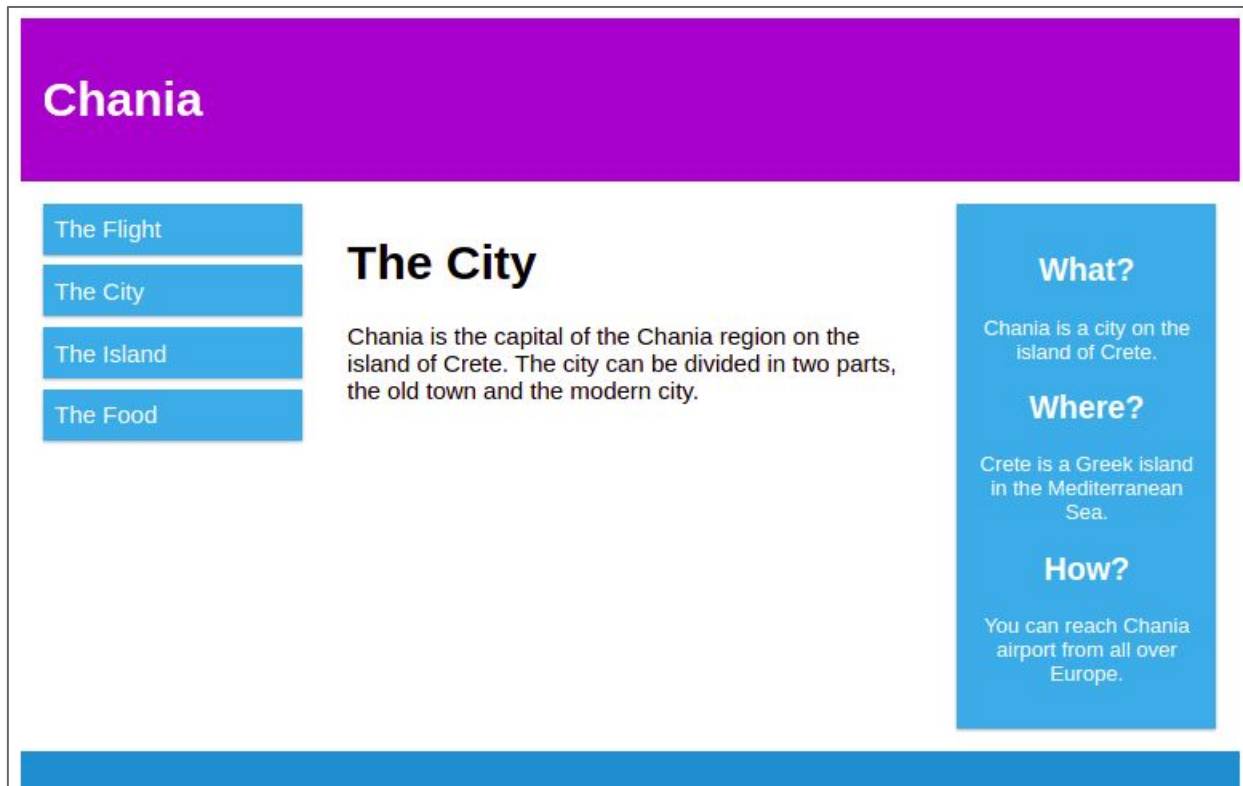 Chania
The Flight
The City
The Island
The Food
The City
Chania is the capital of the Chania region on the
island of Crete. The city can be divided in two parts,
the old town and the modern city.
What?
Chania is a city on the
island of Crete.
Where?
Crete is a Greek island
in the Mediterranean
Sea.
How?
You can reach Chania
airport from all over
Europe.